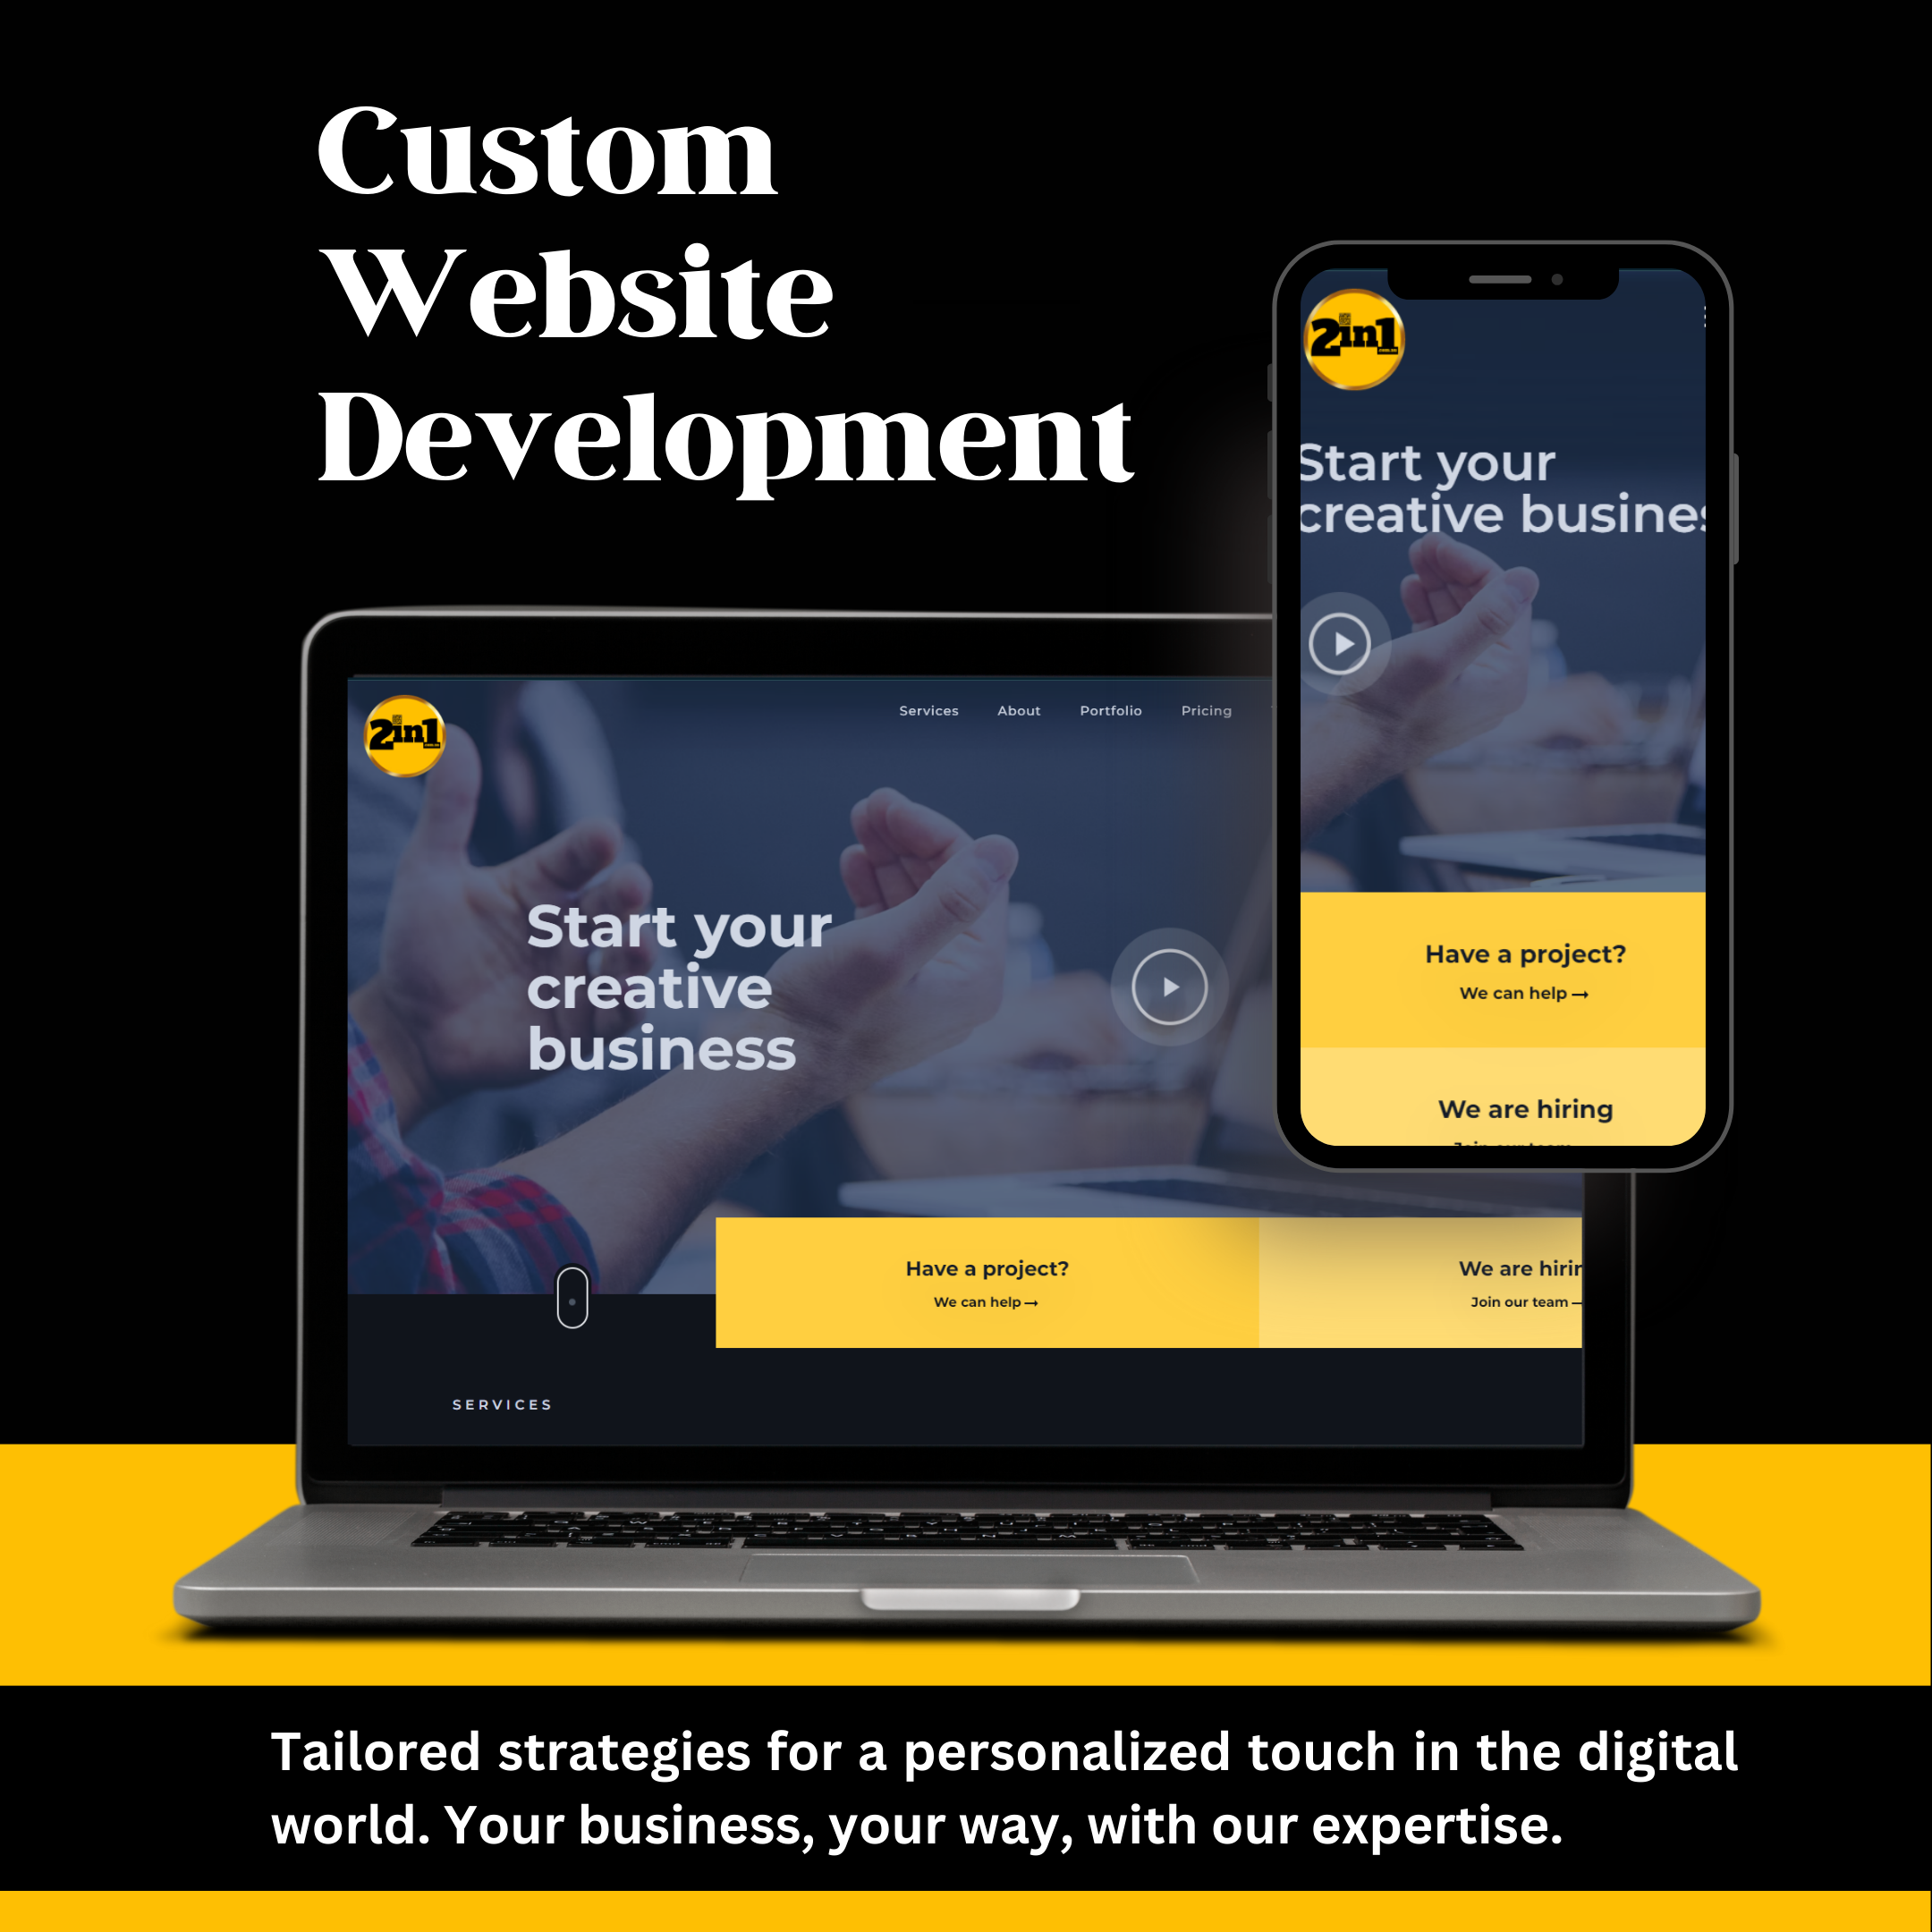 Custom
Website
Development
2in1
Start your
creative busines
Have a project?
We can help →
We are hiring
2in1
Services About Portfolio Pricing
Start your
creative
business
Have a project?
We can help →
We are hirin
Join our team —
SERVICES
Tailored strategies for a personalized touch in the digital
world. Your business, your way, with our expertise.